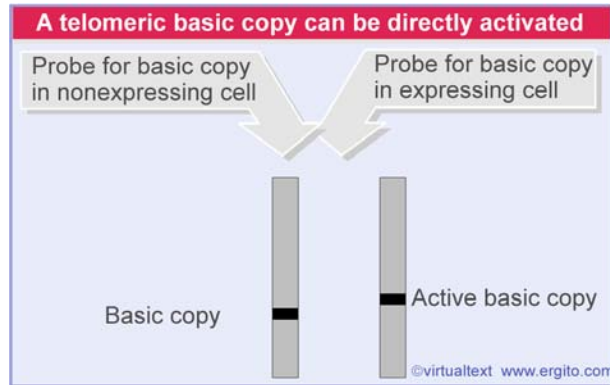 A telomeric basic copy can be directly activated
Probe for basic copy
in nonexpressing cell
Probe for basic copy
in expressing cell
Basic copy
Active basic copy
©virtualtext www.ergito.com